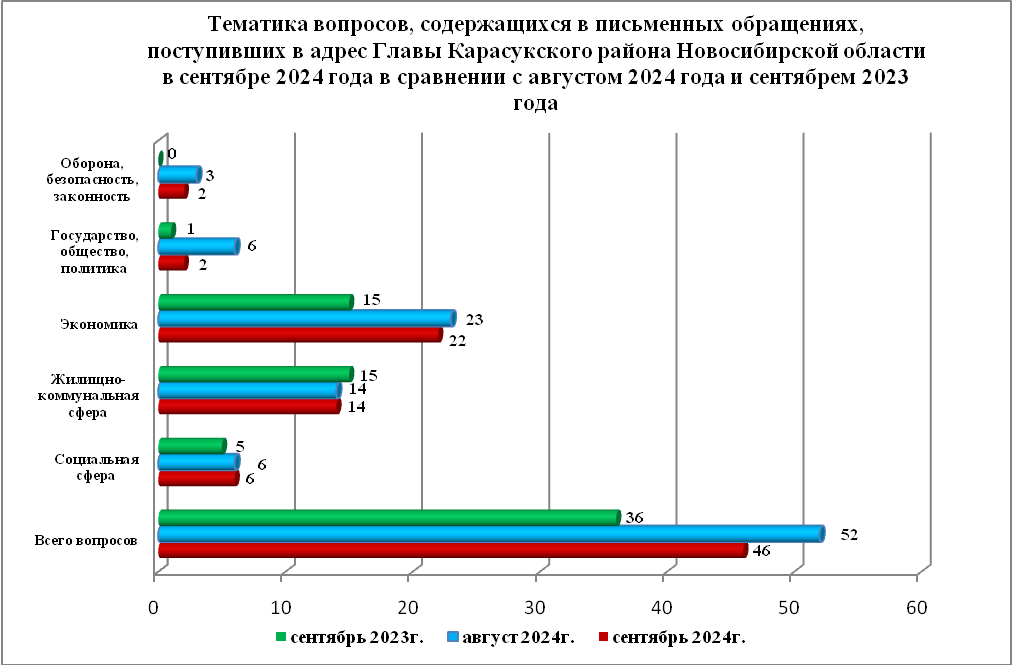 Тематика вопросов, содержащихся в письменных обращениях,
поступивших в адрес Главы Карасукского района Новосибирской области
в сентябре 2024 года в сравнении с августом 2024 года и сентябрем 2023
года
Оборона,
безопасность,
законность
0
3
2
Государство,
общество,
политика
1
6
2
Экономика
15
23
22
Жилищно-
коммунальная
сфера
15
14
14
Социальная
сфера
5
6
6
Всего вопросов
36
52
46
0 10 20 30 40 50 60
сентябрь 2023г. август 2024г. сентябрь 2024г.